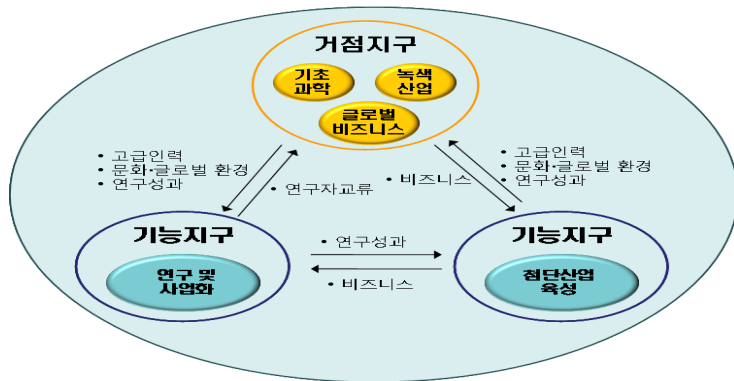 거점지구
기초
과학
녹색
산업
글로벌
비즈니스
• 고급인력
• 문화·글로벌 환경
• 연구성과
• 연구자교류
• 비즈니스
• 고급인력
• 문화·글로벌 환경
• 연구성과
기능지구
연구 및
사업화
• 연구성과
• 비즈니스
기능지구
첨단산업
육성